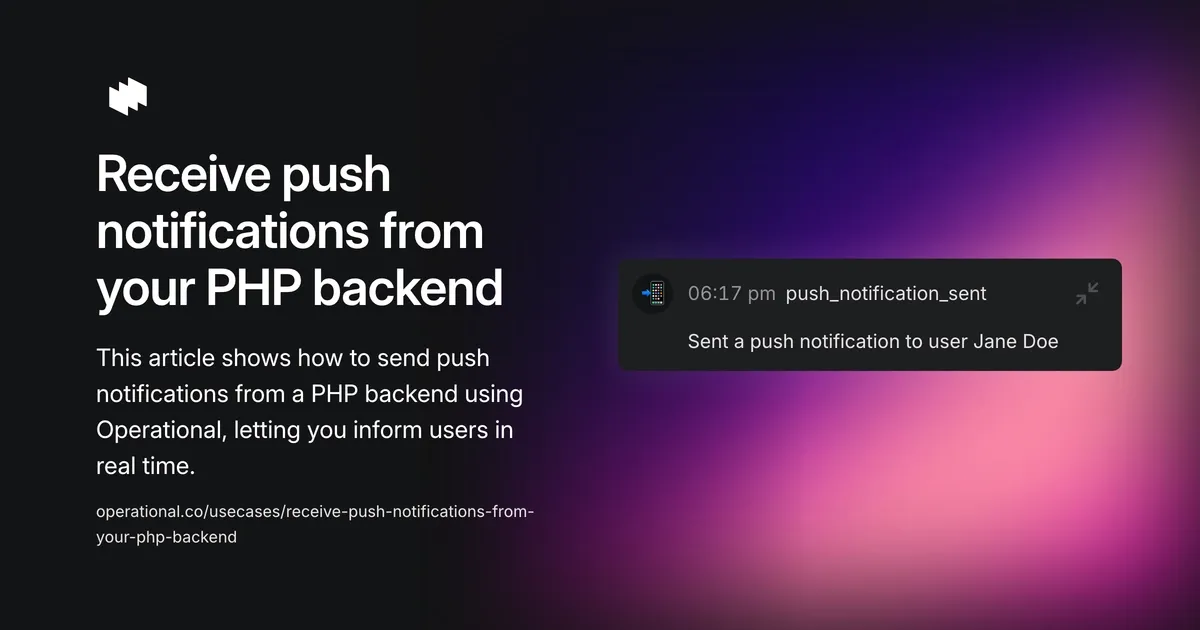 Receive push
notifications from
your PHP backend
This article shows how to send push
notifications from a PHP backend using
Operational, letting you inform users in
real time.
operational.co/usecases/receive-push-notifications-from-
your-php-backend
06:17 pm push_notification_sent
Sent a push notification to user Jane Doe